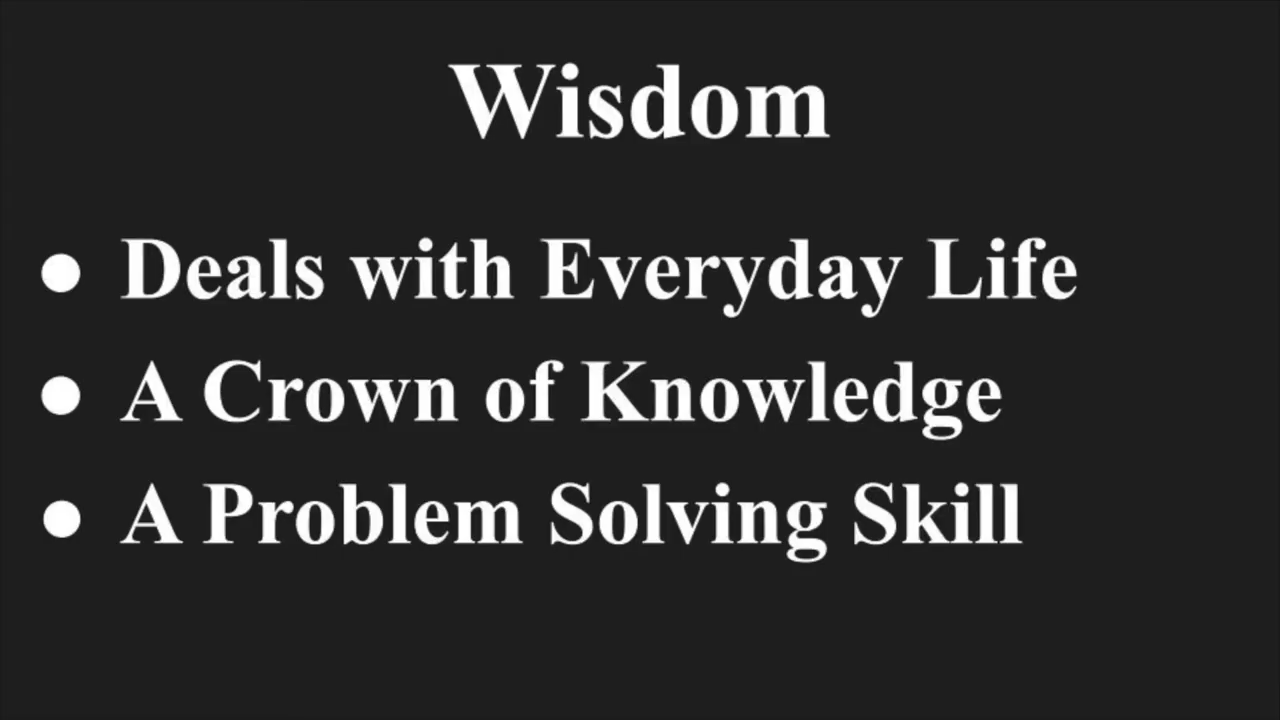 Wisdom
● Deals with Everyday Life
● A Crown of Knowledge
● A Problem Solving Skill